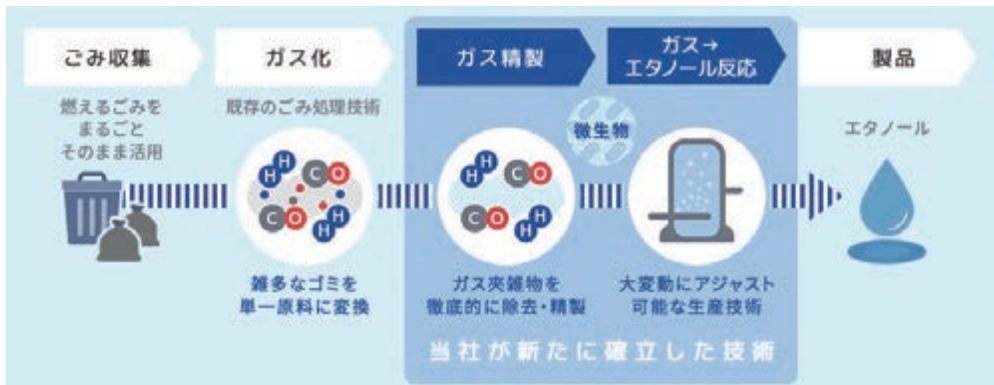 ごみ収集
ガス化
ガス精製
ガス→
エタノール反応
製品
燃えるごみを
まるごと
そのまま活用
既存のごみ処理技術
微生物
エタノール
H
H
C
O
C
O
H
H
H
H
C
O
C
O
H
H
雑多なゴミを
単一原料に変換
ガス夾雑物を
徹底的に除去・精製
大変動にアジャスト
可能な生産技術
当社が新たに確立した技術